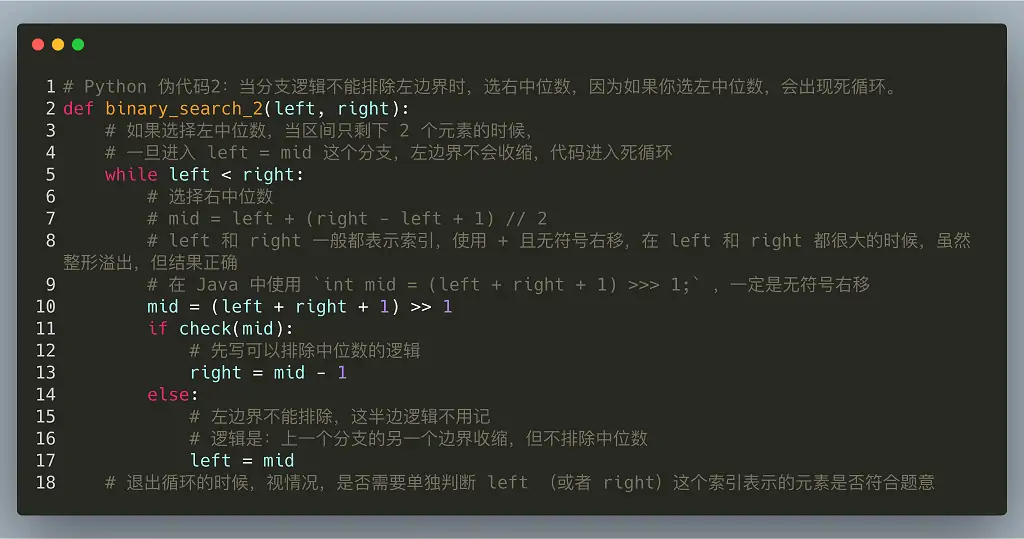 1 # Python 伪代码2：当分支逻辑不能排除左边界时，选右中位数，因为如果你选左中位数，会出现死循环。
2 def binary_search_2(left, right):
3 # 如果选择左中位数，当区间只剩下 2 个元素的时候，
4 # 一旦进入 left = mid 这个分支，左边界不会收缩，代码进入死循环
5 while left < right:
6 # 选择右中位数
7 # mid = left + (right - left + 1) // 2
8 # left 和 right 一般都表示索引，使用 + 且无符号右移，在 left 和 right 都很大的时候，虽然
整形溢出，但结果正确
9 # 在 Java 中使用 `int mid = (left + right + 1) >>> 1;` ，一定是无符号右移
10 mid = (left + right + 1) >> 1
11 if check(mid):
12 # 先写可以排除中位数的逻辑
13 right = mid - 1
14 else:
15 # 左边界不能排除，这半边逻辑不用记
16 # 逻辑是：上一个分支的另一个边界收缩，但不排除中位数
17 left = mid
18 # 退出循环的时候，视情况，是否需要单独判断 left （或者 right）这个索引表示的元素是否符合题意